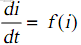 di/dt = f(i)